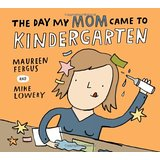 THE DAY MY MOM CAME TO
KINDERGARTEN
MAUREEN
FERGUS
AND
MIKE
LOWERY